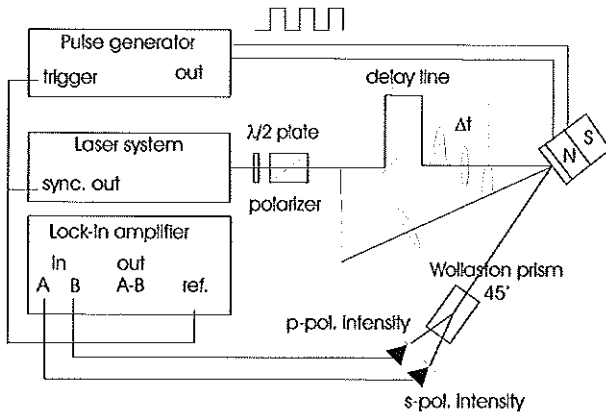 Pulse generator
trigger out
delay line
Laser system
sync. out
λ/2 plate
polarizer
Δt
N S
Lock-in amplifier
in out
A B A-B ref.
Wollaston prism
45°
p-pol. intensity
s-pol. intensity